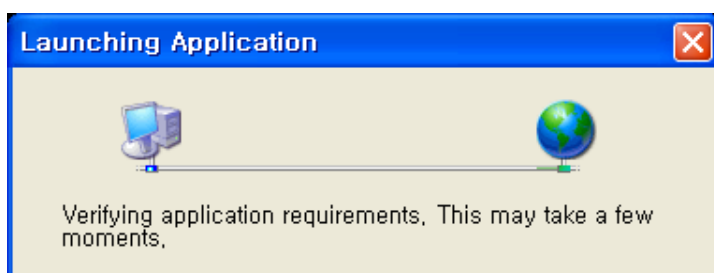 Launching Application
Verifying application requirements. This may take a few
moments.